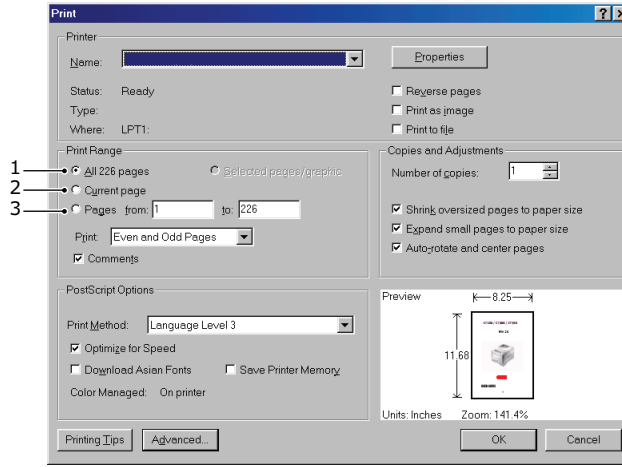 Print
Printer
Name:
Properties
Status: Ready
Reverse pages
Type:
Print as image
Where: LPT1:
Print to file
Print Range
Copies and Adjustments
1 All 226 pages Selected pages/graphic
Number of copies: 1
2 Current page
3 Pages from: 1 to: 226
Shrink oversized pages to paper size
Expand small pages to paper size
Print: Even and Odd Pages
Auto-rotate and center pages
Comments
PostScript Options
Preview 8.25
Print Method: Language Level 3
Optimize for Speed
11.68
Download Asian Fonts Save Printer Memory
Color Managed: On printer
Units: Inches Zoom: 141.4%
Printing Tips Advanced... OK Cancel